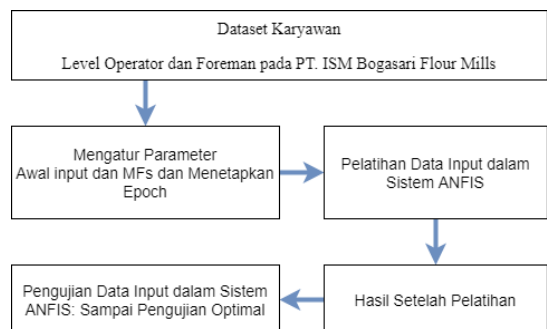 Dataset Karyawan
Level Operator dan Foreman pada PT. ISM Bogasari Flour Mills
Mengatur Parameter
Awal input dan MFs dan Menetapkan
Epoch
Pelatihan Data Input dalam
Sistem ANFIS
Hasil Setelah Pelatihan
Pengujian Data Input dalam Sistem
ANFIS: Sampai Pengujian Optimal